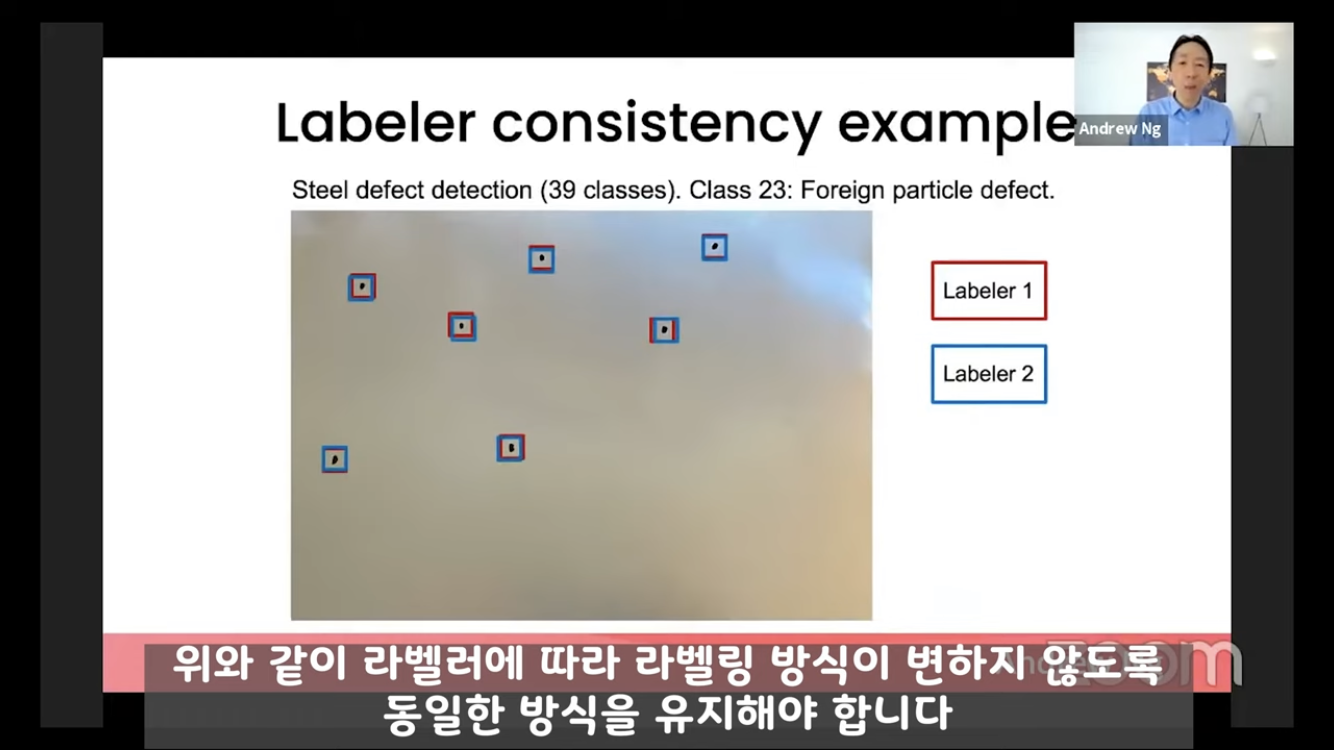 Labeler consistency example
Andrew Ng
Steel defect detection (39 classes). Class 23: Foreign particle defect.
Labeler 1
Labeler 2
zoom
위와 같이 라벨러에 따라 라벨링 방식이 변하지 않도록
동일한 방식을 유지해야 합니다